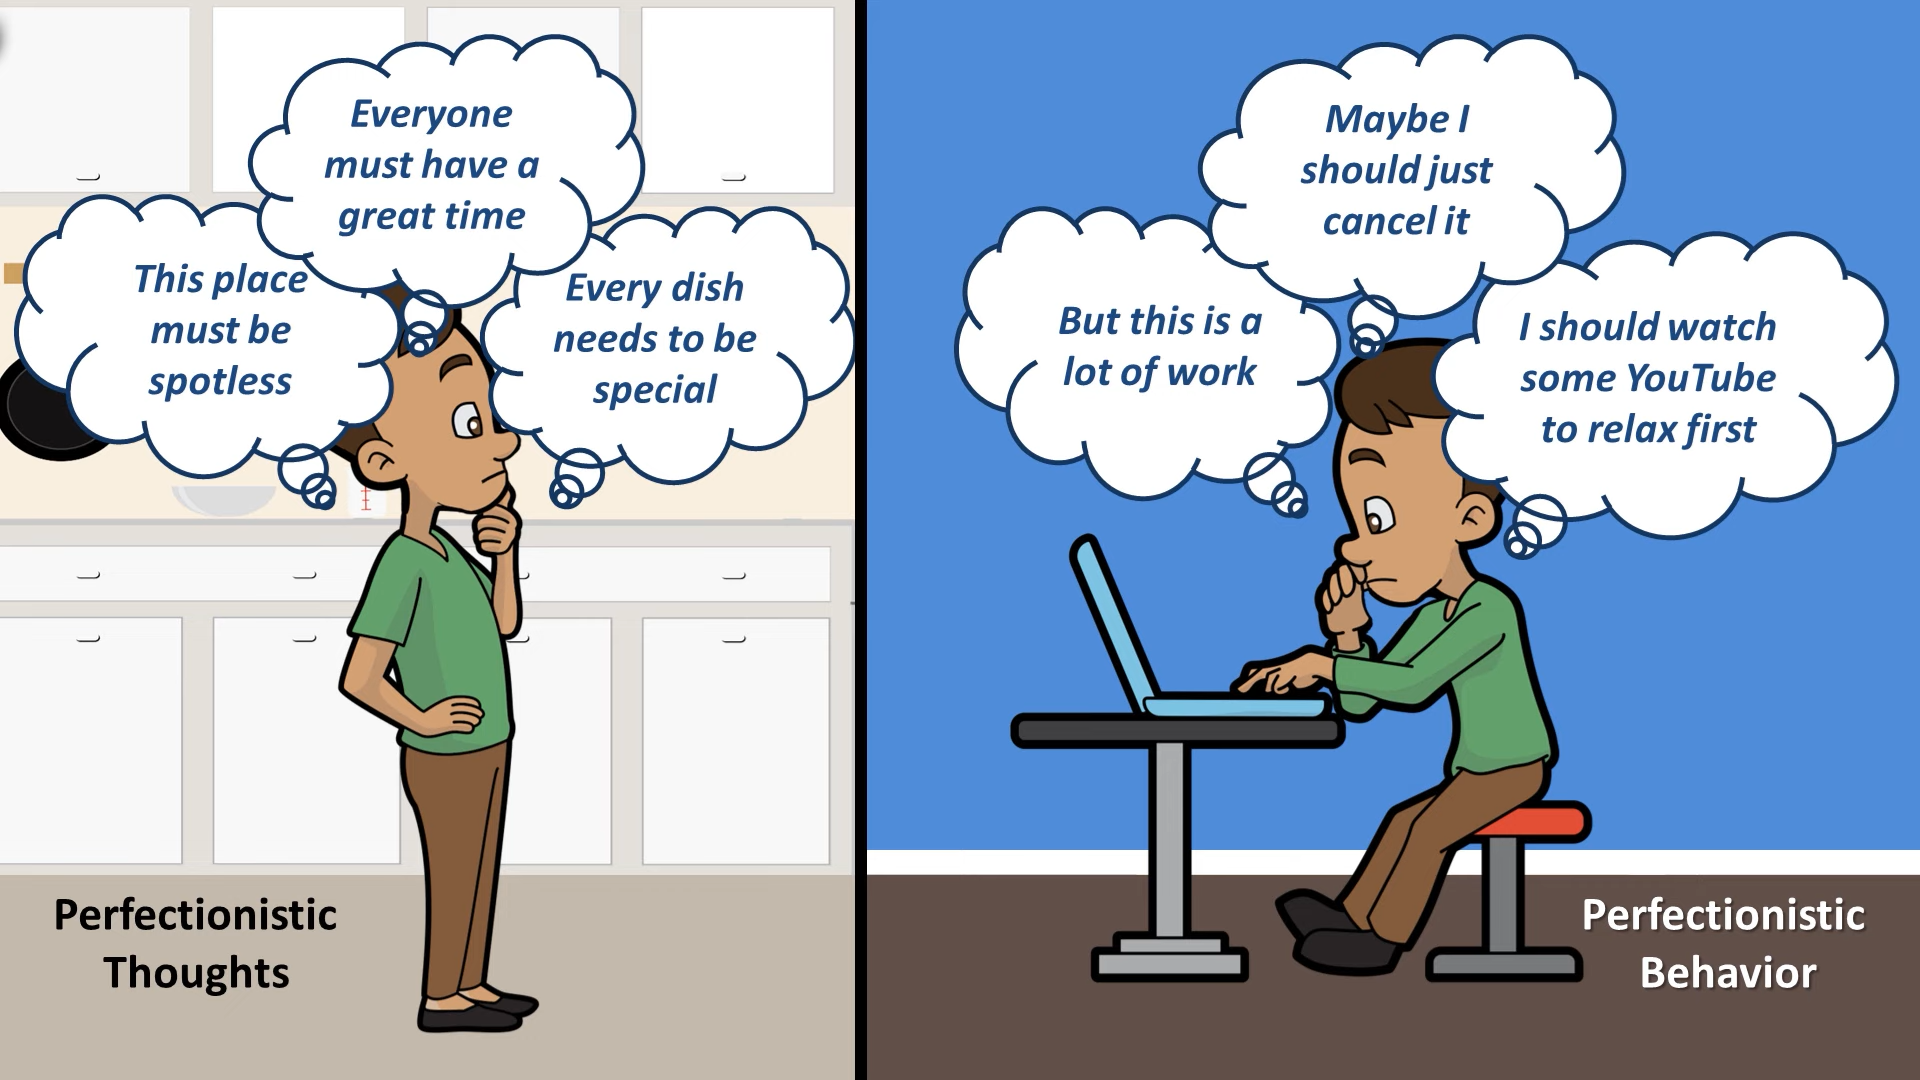 Everyone
must have a
great time
This place
must be
spotless
Every dish
needs to be
special
Perfectionistic
Thoughts
Maybe I
should just
cancel it
But this is a
lot of work
I should watch
some YouTube
to relax first
Perfectionistic
Behavior